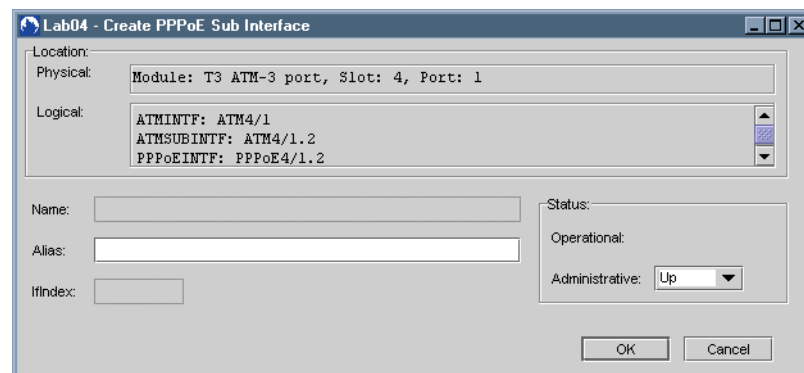 Lab04 - Create PPPoE Sub Interface
Location:
Physical: Module: T3 ATM-3 port, Slot: 4, Port: 1
Logical: ATMINTF: ATM4/1
ATMSUBINTF: ATM4/1.2
PPPoEINTF: PPPoE4/1.2
Name:
Alias:
IfIndex:
Status:
Operational:
Administrative: Up
OK Cancel